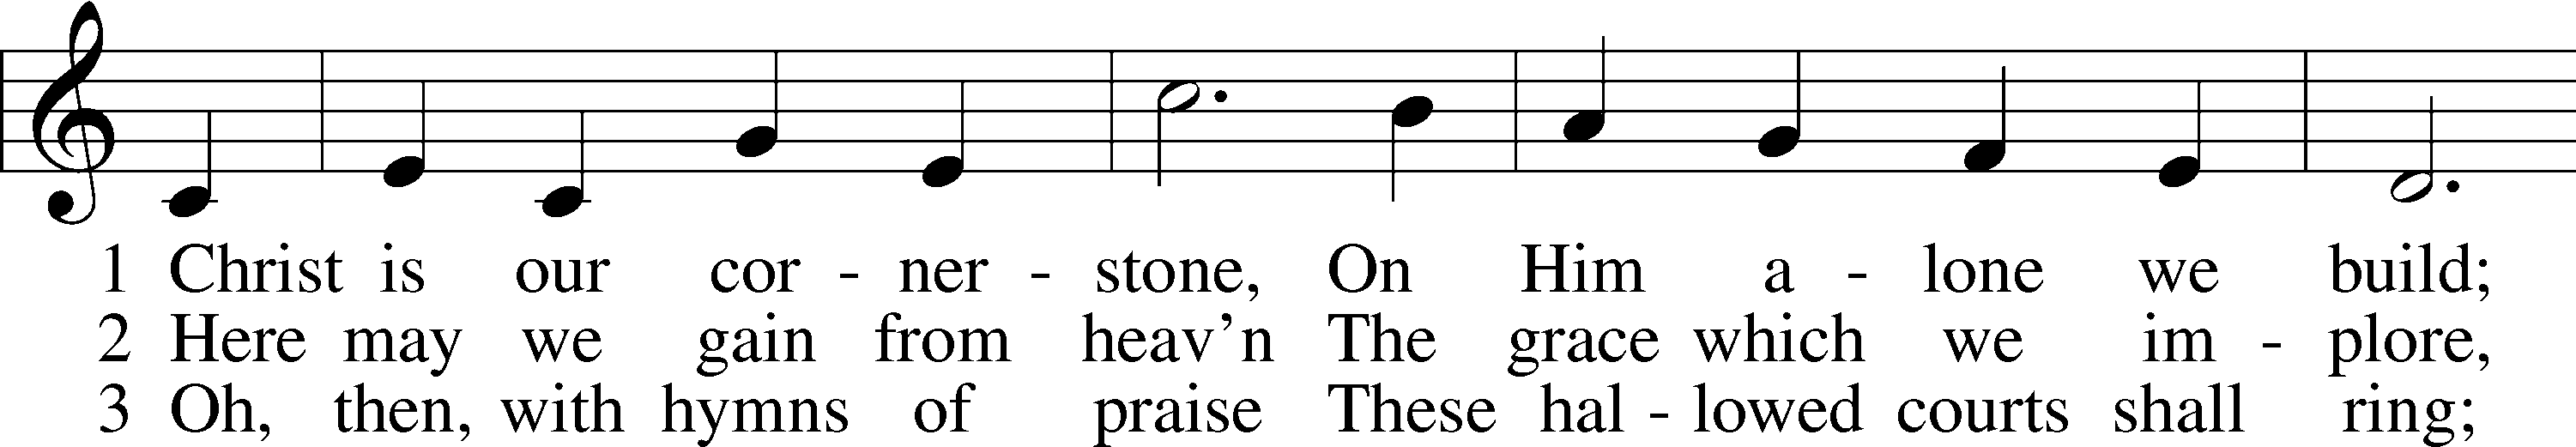 1 Christ is our cor - ner - stone, On Him a - lone we build;
2 Here may we gain from heav’n The grace which we im - plore,
3 Oh, then, with hymns of praise These hal - lowed courts shall ring;